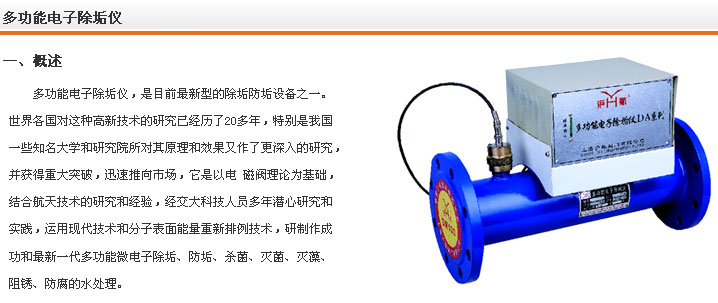 多功能电子除垢仪
一、概述
多功能电子除垢仪，是目前最新型的除垢防垢设备之一。
世界各国对这种高新技术的研究已经历了20多年，特别是我国
一些知名大学和研究院所对其原理和效果又作了更深入的研究，
并获得重大突破，迅速推向市场，它是以电 磁阀理论为基础，
结合航天技术的研究和经验，经交大科技人员多年潜心研究和
实践，运用现代技术和分子表面能量重新排例技术，研制作成
功和最新一代多功能微电子除垢、防垢、杀菌、灭菌、灭藻、
阻锈、防腐的水处理。
沪 航
多功能电子除垢仪DA系列